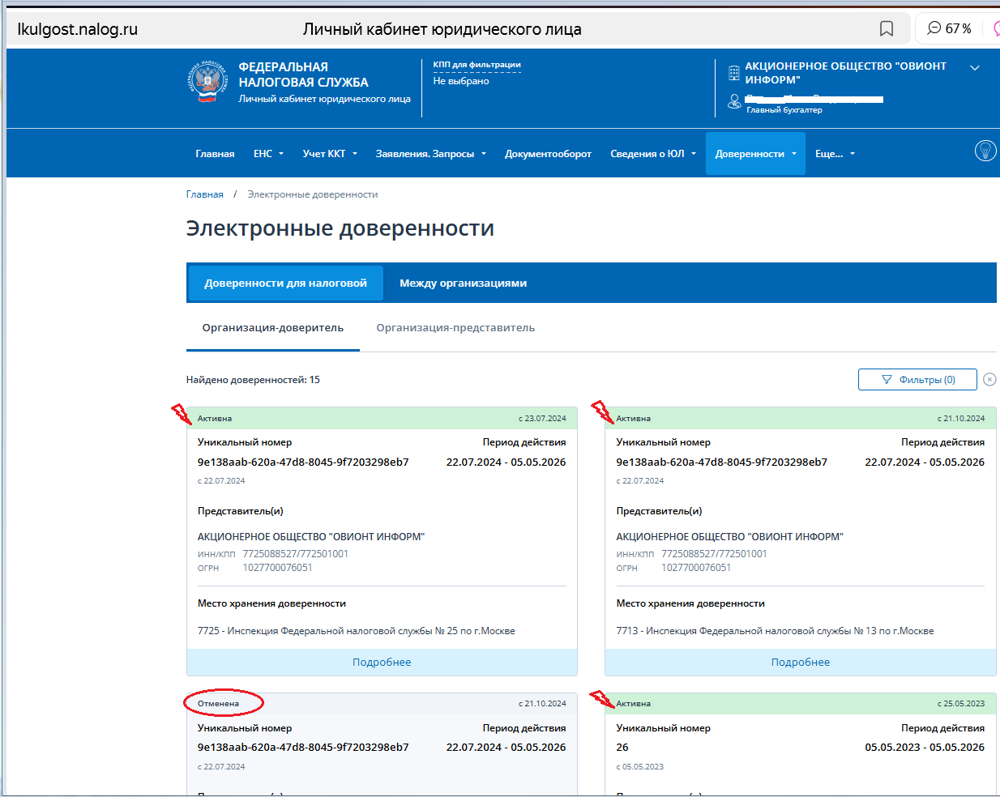 lkulgost.nalog.ru
Личный кабинет юридического лица
67 %
ФЕДЕРАЛЬНАЯ
НАЛОГОВАЯ СЛУЖБА
Личный кабинет юридического лица
КПП для фильтрации
Не выбрано
АКЦИОНЕРНОЕ ОБЩЕСТВО "ОВИОНТ
ИНФОРМ"
Главный бухгалтер
Главная ЕНС Учет ККТ Заявления. Запросы Документооборот Сведения о ЮЛ Доверенности Еще...
Главная / Электронные доверенности
Электронные доверенности
Доверенности для налоговой Между организациями
Организация-доверитель Организация-представитель
Найдено доверенностей: 15
Фильтры (0)
Активна с 23.07.2024
Уникальный номер Период действия
9e138aab-620a-47d8-8045-9f7203298eb7 22.07.2024 - 05.05.2026
с 22.07.2024
Представитель(и)
АКЦИОНЕРНОЕ ОБЩЕСТВО "ОВИОНТ ИНФОРМ"
ИНН/КПП 7725088527/772501001
ОГРН 1027700076051
Место хранения доверенности
7725 - Инспекция Федеральной налоговой службы № 25 по г.Москве
Подробнее
Активна с 21.10.2024
Уникальный номер Период действия
9e138aab-620a-47d8-8045-9f7203298eb7 22.07.2024 - 05.05.2026
с 22.07.2024
Представитель(и)
АКЦИОНЕРНОЕ ОБЩЕСТВО "ОВИОНТ ИНФОРМ"
ИНН/КПП 7725088527/772501001
ОГРН 1027700076051
Место хранения доверенности
7713 - Инспекция Федеральной налоговой службы № 13 по г.Москве
Подробнее
Отменена с 21.10.2024
Уникальный номер Период действия
9e138aab-620a-47d8-8045-9f7203298eb7 22.07.2024 - 05.05.2026
с 22.07.2024
Активна с 25.05.2023
Уникальный номер Период действия
26 05.05.2023 - 05.05.2026
с 05.05.2023